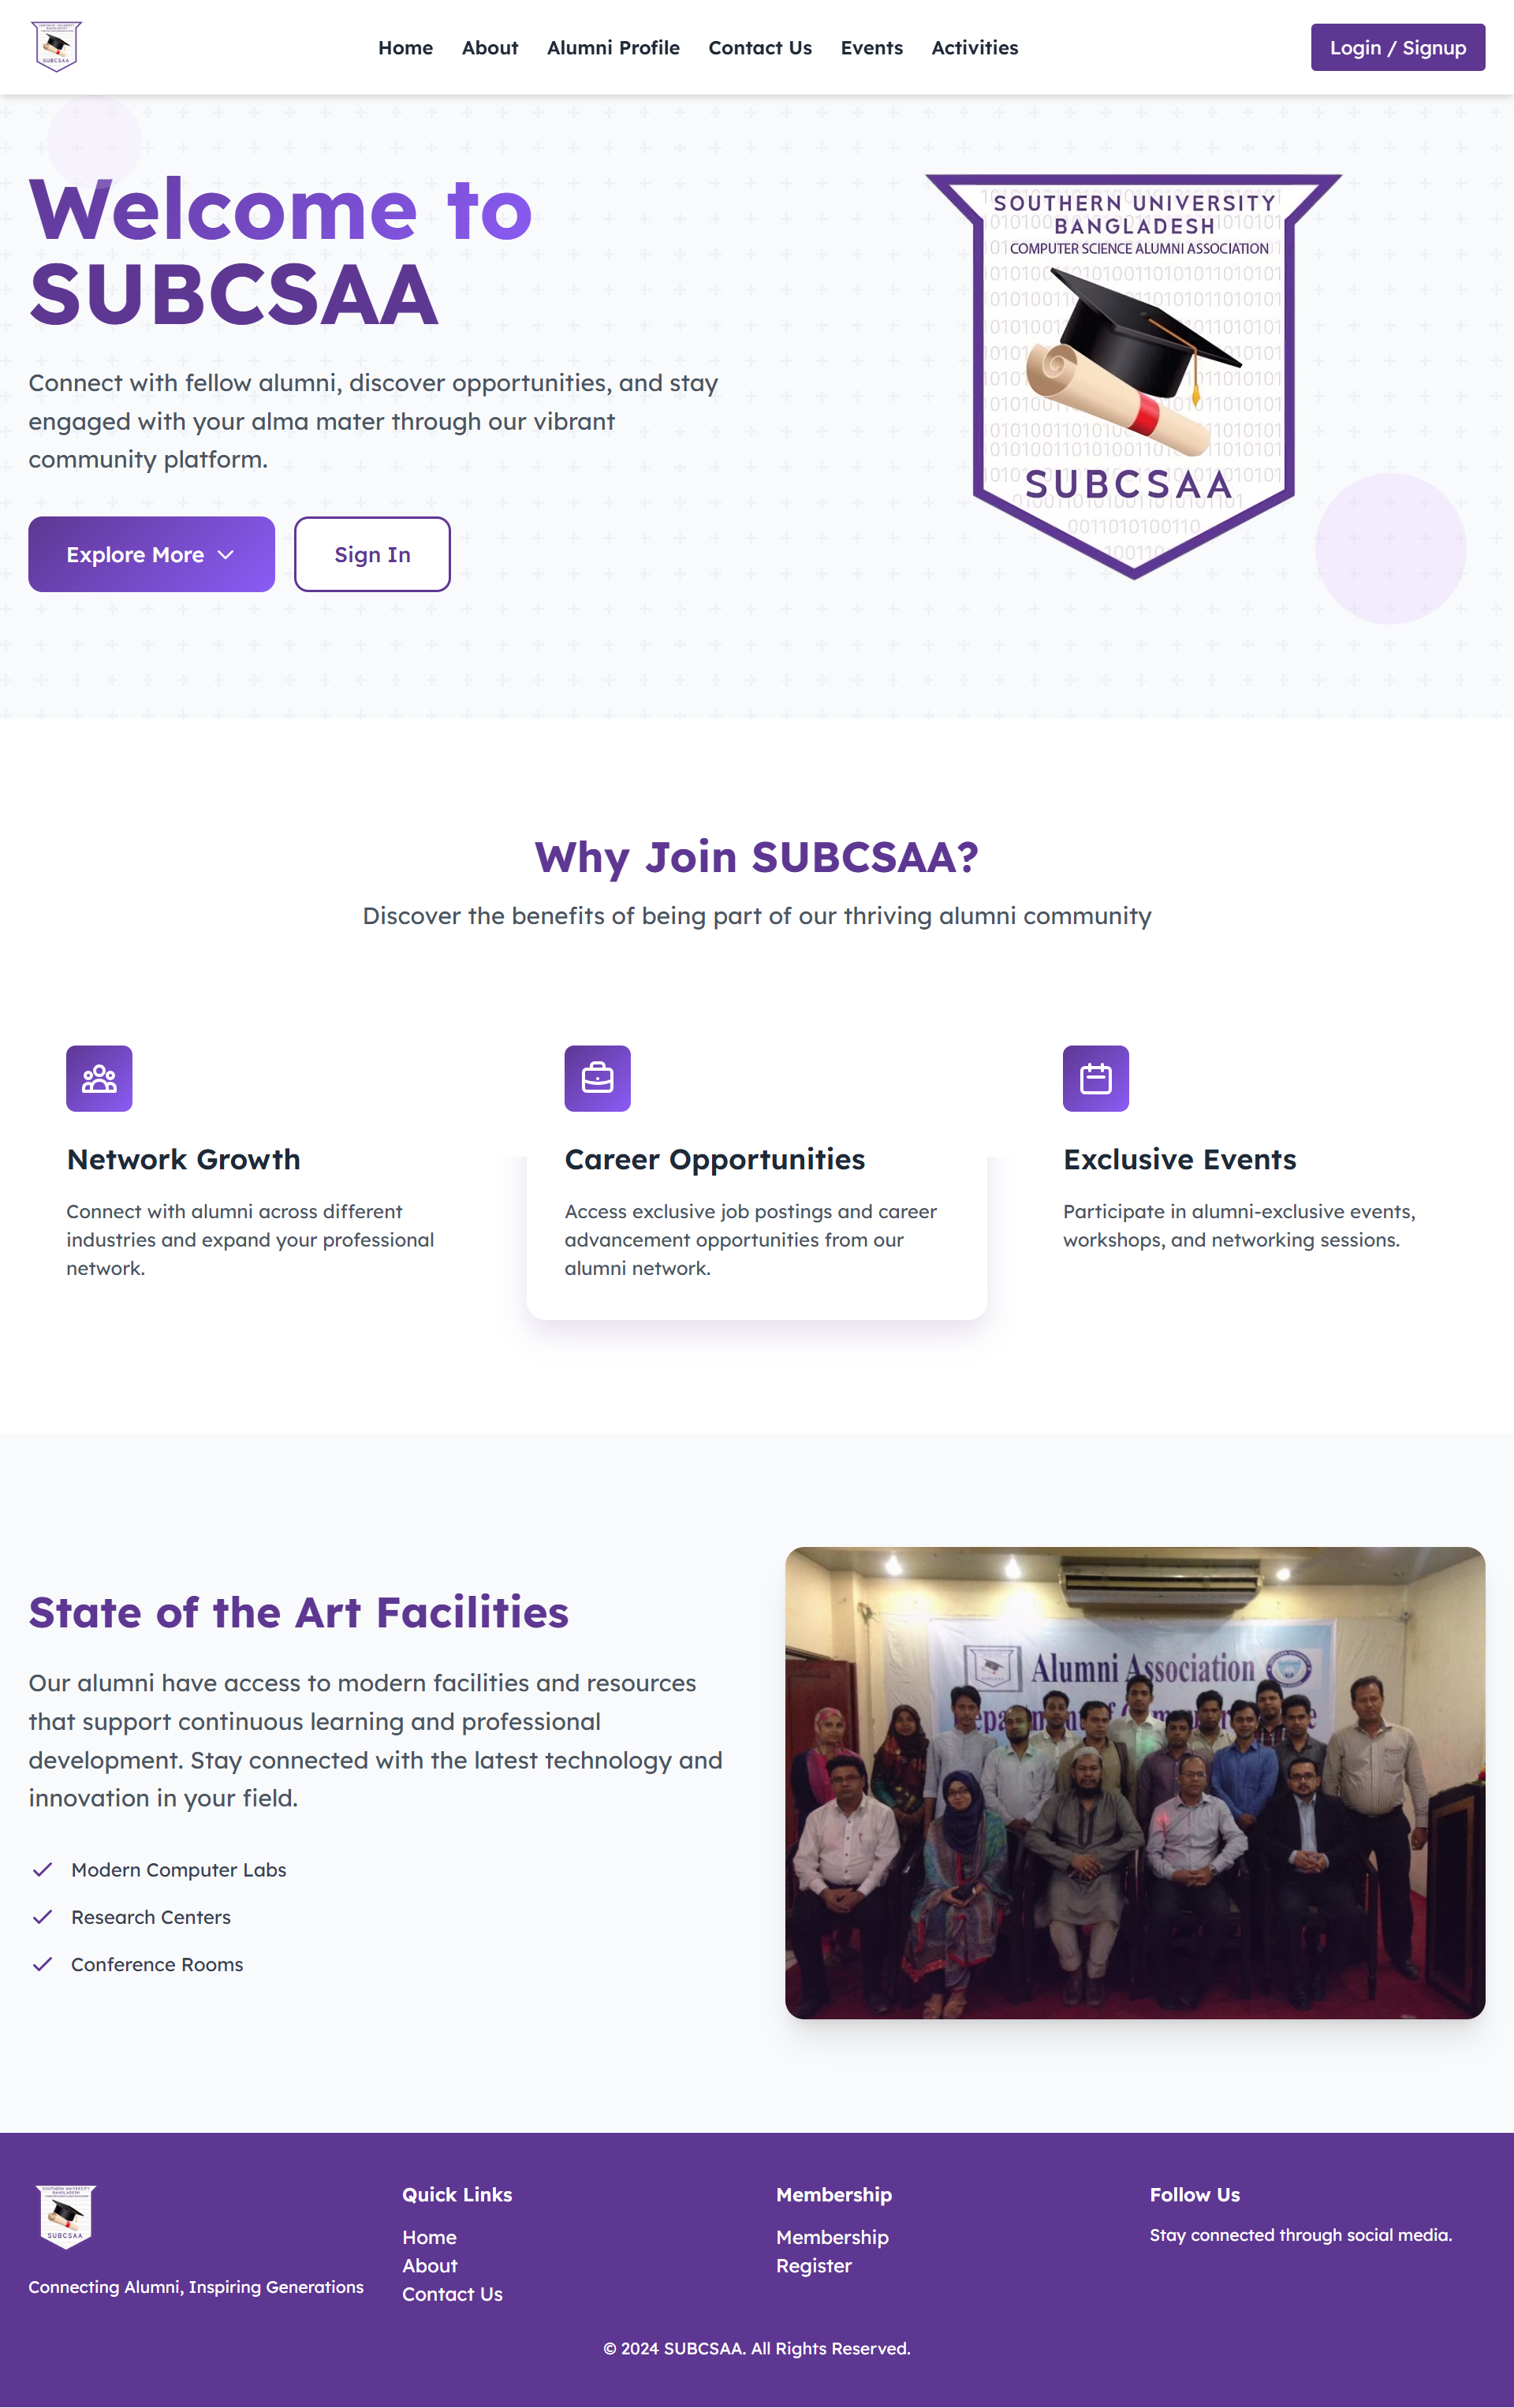 Home About Alumni Profile Contact Us Events Activities
Login / Signup
Welcome to
SUBCSAA
Connect with fellow alumni, discover opportunities, and stay
engaged with your alma mater through our vibrant
community platform.
Explore More
Sign In
SOUTHERN UNIVERSITY
BANGLADESH
COMPUTER SCIENCE ALUMNI ASSOCIATION
SUBCSAA
Why Join SUBCSAA?
Discover the benefits of being part of our thriving alumni community
Network Growth
Connect with alumni across different
industries and expand your professional
network.
Career Opportunities
Access exclusive job postings and career
advancement opportunities from our
alumni network.
Exclusive Events
Participate in alumni-exclusive events,
workshops, and networking sessions.
State of the Art Facilities
Our alumni have access to modern facilities and resources
that support continuous learning and professional
development. Stay connected with the latest technology and
innovation in your field.
Modern Computer Labs
Research Centers
Conference Rooms
Alumni Association
SUBCSAA
Connecting Alumni, Inspiring Generations
Quick Links
Home
About
Contact Us
Membership
Membership
Register
Follow Us
Stay connected through social media.
© 2024 SUBCSAA. All Rights Reserved.